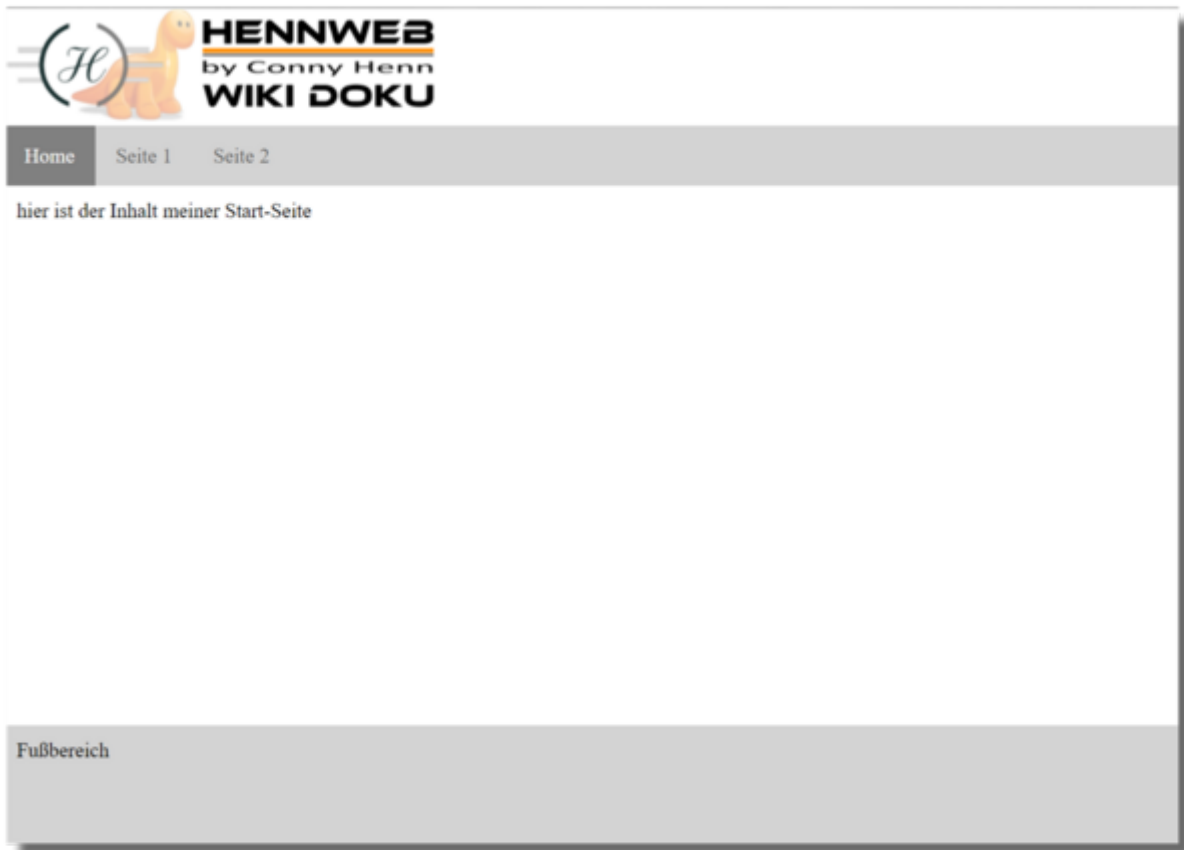 H
HENNWEB
by Conny Henn
WIKI DOKU
Home Seite 1 Seite 2
hier ist der Inhalt meiner Start-Seite
Fußbereich